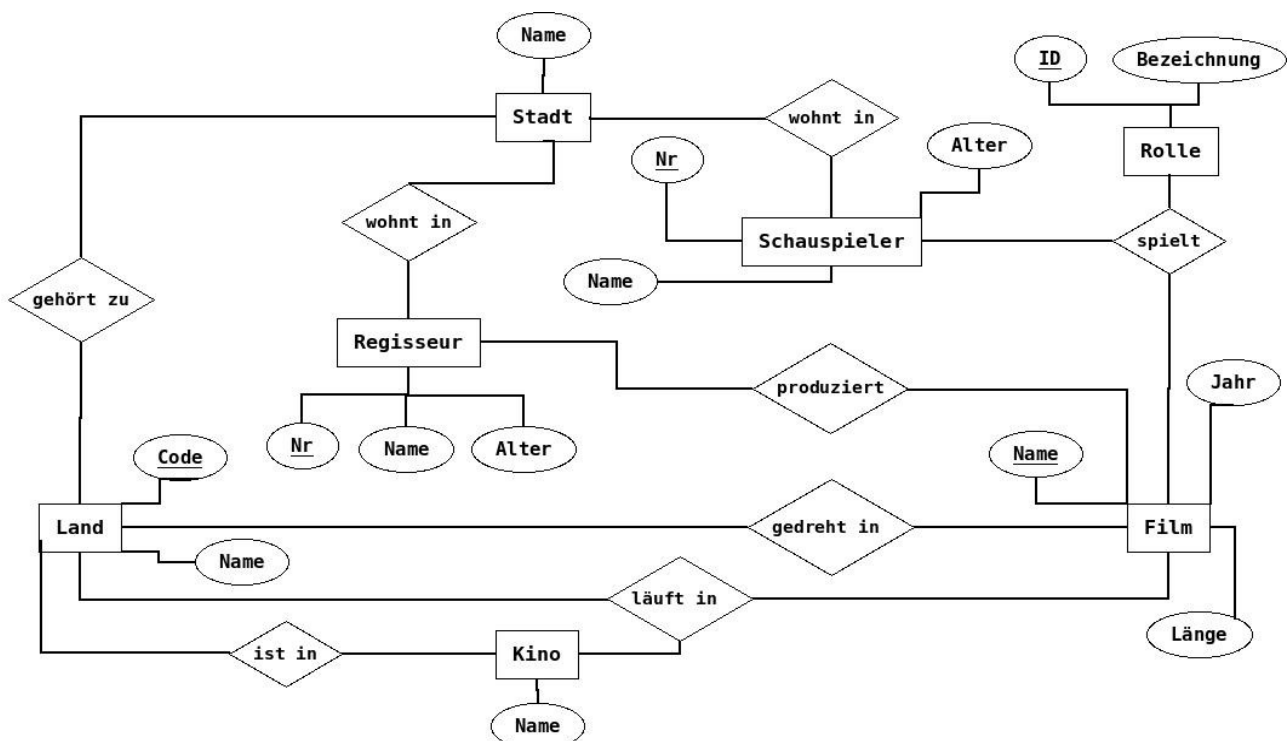 Name
ID
Bezeichnung
Stadt
wohnt in
Rolle
Nr
Alter
wohnt in
Schauspieler
spielt
Name
gehört zu
Regisseur
produziert
Jahr
Nr
Name
Alter
Code
Name
Land
gedreht in
Film
Name
läuft in
Länge
ist in
Kino
Name